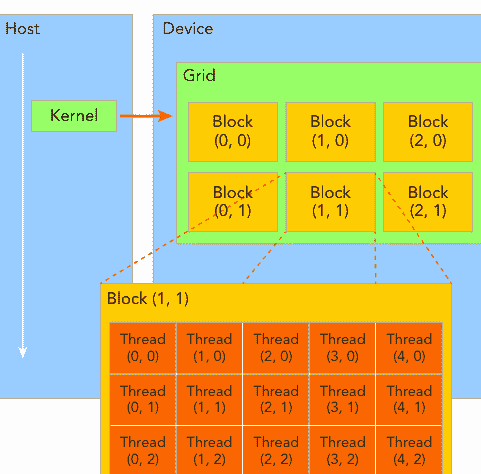 Host
Device
Grid
Kernel
Block
(0, 0)
Block
(1, 0)
Block
(2, 0)
Block
(0, 1)
Block
(1, 1)
Block
(2, 1)
Block (1, 1)
Thread
(0, 0)
Thread
(1, 0)
Thread
(2, 0)
Thread
(3, 0)
Thread
(4, 0)
Thread
(0, 1)
Thread
(1, 1)
Thread
(2, 1)
Thread
(3, 1)
Thread
(4, 1)
Thread
(0, 2)
Thread
(1, 2)
Thread
(2, 2)
Thread
(3, 2)
Thread
(4, 2)